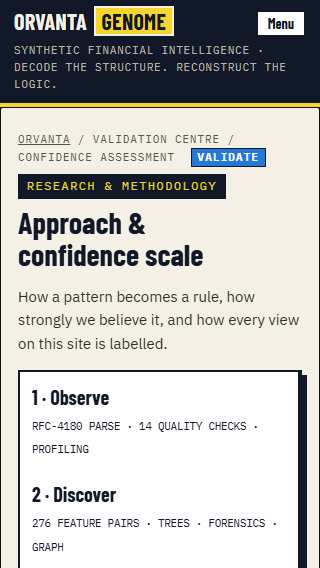 ORVANTA GENOME Menu
SYNTHETIC FINANCIAL INTELLIGENCE ·
DECODE THE STRUCTURE. RECONSTRUCT THE
LOGIC.
ORVANTA / VALIDATION CENTRE /
CONFIDENCE ASSESSMENT VALIDATE
RESEARCH & METHODOLOGY
Approach &
confidence scale
How a pattern becomes a rule, how
strongly we believe it, and how every view
on this site is labelled.
1 · Observe
RFC-4180 PARSE · 14 QUALITY CHECKS ·
PROFILING
2 · Discover
276 FEATURE PAIRS · TREES · FORENSICS ·
GRAPH